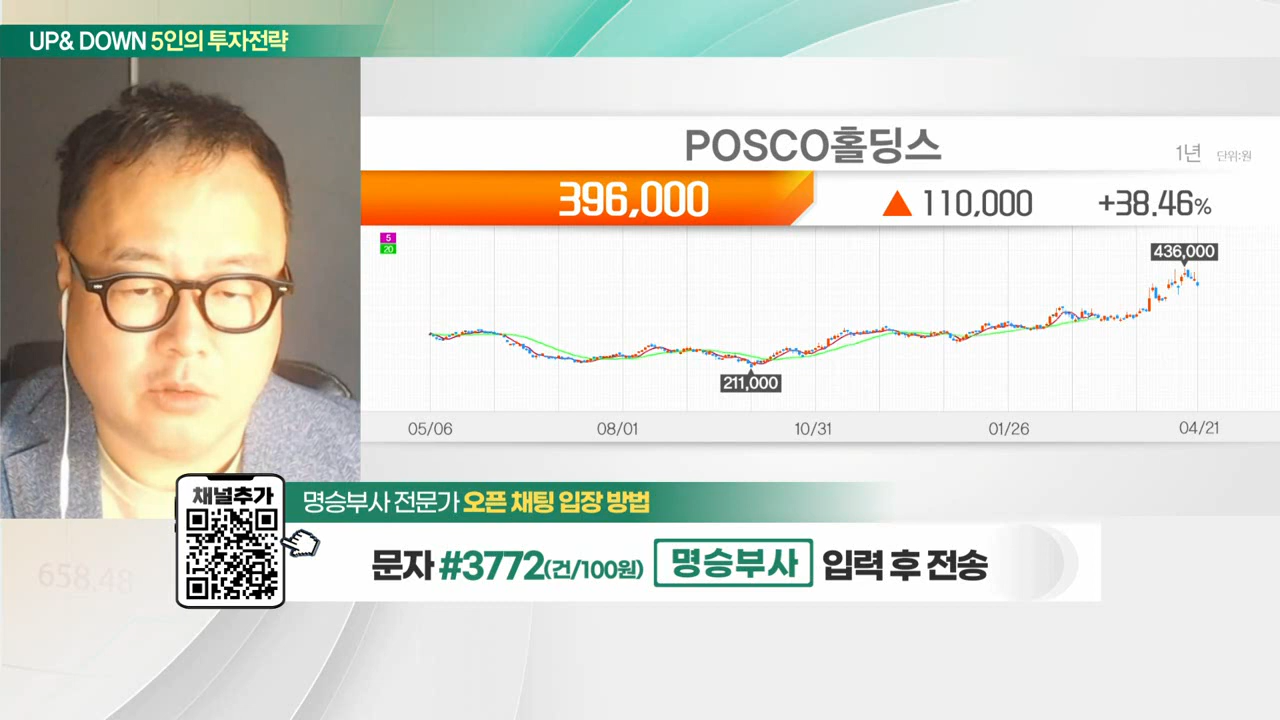 UP& DOWN 5인의 투자전략
POSCO홀딩스
1년 단위:원
396,000 ▲ 110,000 +38.46%
5
20
436,000
211,000
05/06 08/01 10/31 01/26 04/21
채널추가
명승부사 전문가 오픈 채팅 입장 방법
문자 #3772(건/100원) 명승부사 입력 후 전송
658.48